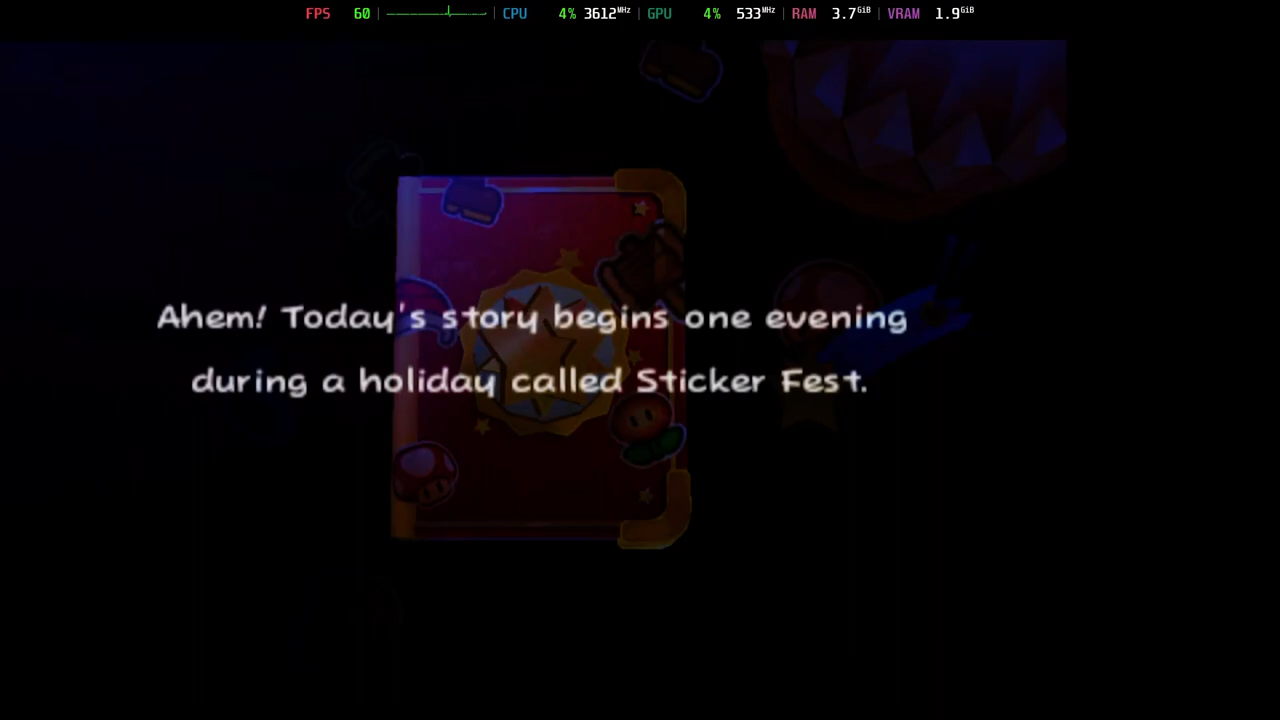 FPS 60 | CPU 4% 3612MHz | GPU 4% 533MHz | RAM 3.7GiB | VRAM 1.9GiB
Ahem! Today's story begins one evening
during a holiday called Sticker Fest.